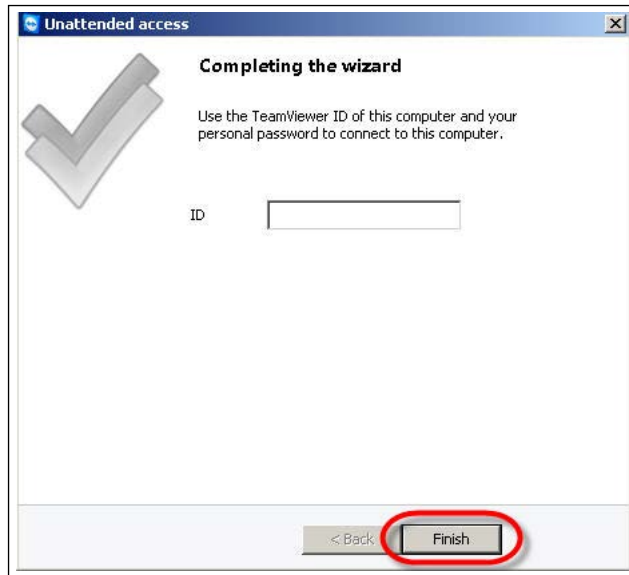 Unattended access
Completing the wizard
Use the TeamViewer ID of this computer and your
personal password to connect to this computer.
ID
< Back
Finish